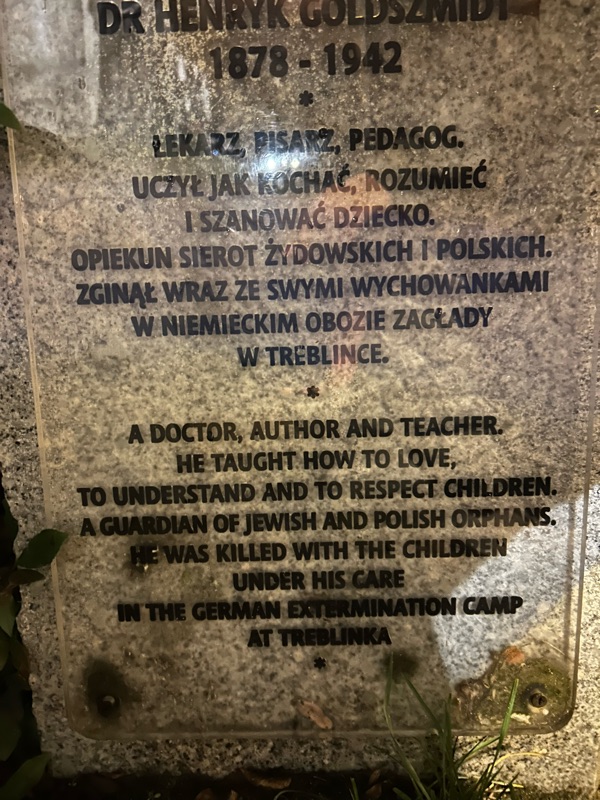 DR HENRYK GOLDSZMIDT
1878 - 1942
*
LEKARZ, PISARZ, PEDAGOG.
UCZYŁ JAK KOCHAĆ, ROZUMIEĆ
I SZANOWAĆ DZIECKO.
OPIEKUN SIEROT ŻYDOWSKICH I POLSKICH.
ZGINĄŁ WRAZ ZE SWYMI WYCHOWANKAMI
W NIEMIECKIM OBOZIE ZAGŁADY
W TREBLINCE.
*
A DOCTOR, AUTHOR AND TEACHER.
HE TAUGHT HOW TO LOVE,
TO UNDERSTAND AND TO RESPECT CHILDREN.
A GUARDIAN OF JEWISH AND POLISH ORPHANS.
HE WAS KILLED WITH THE CHILDREN
UNDER HIS CARE
IN THE GERMAN EXTERMINATION CAMP
AT TREBLINKA
*